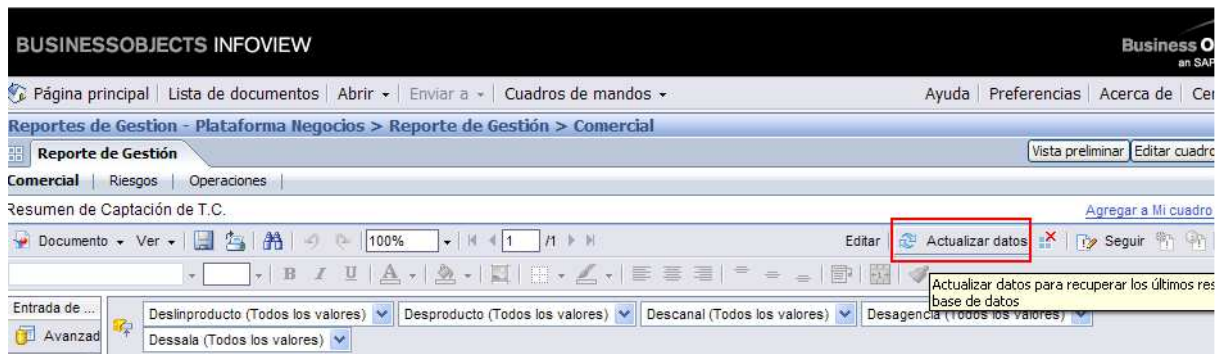 BUSINESSOBJECTS INFOVIEW
Business O
an SAP
Página principal | Lista de documentos | Abrir | Enviar a | Cuadros de mandos
Ayuda | Preferencias | Acerca de | Cer
Reportes de Gestion - Plataforma Negocios > Reporte de Gestión > Comercial
Reporte de Gestión
Vista preliminar Editar cuadro
Comercial | Riesgos | Operaciones |
Resumen de Captación de T.C.
Agregar a Mi cuadro
Documento Ver 100% 1 /1 Editar Actualizar datos Seguir
B I U A
Actualizar datos para recuperar los últimos res
base de datos
Entrada de ...
Avanzad
Deslinproducto (Todos los valores) Desproducto (Todos los valores) Descanal (Todos los valores) Desagencia (Todos los valores)
Dessala (Todos los valores)